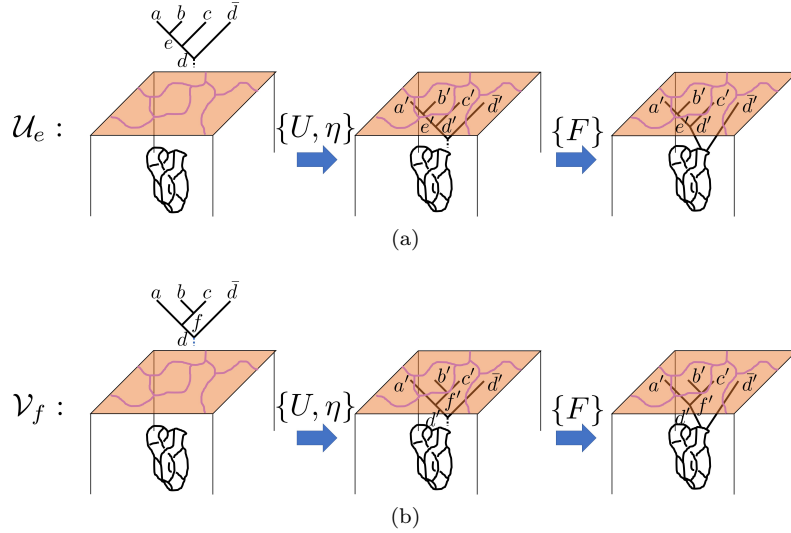 a b c d̄
e
d
𝒰ₑ : {U, η} {F}
a′ b′ c′ d̄′
e′ d′
a′ b′ c′ d̄′
e′ d′
(a)
a b c d̄
f
d
𝒱_f : {U, η} {F}
a′ b′ c′ d̄′
f′
d′
a′ b′ c′ d̄′
f′
d′
(b)